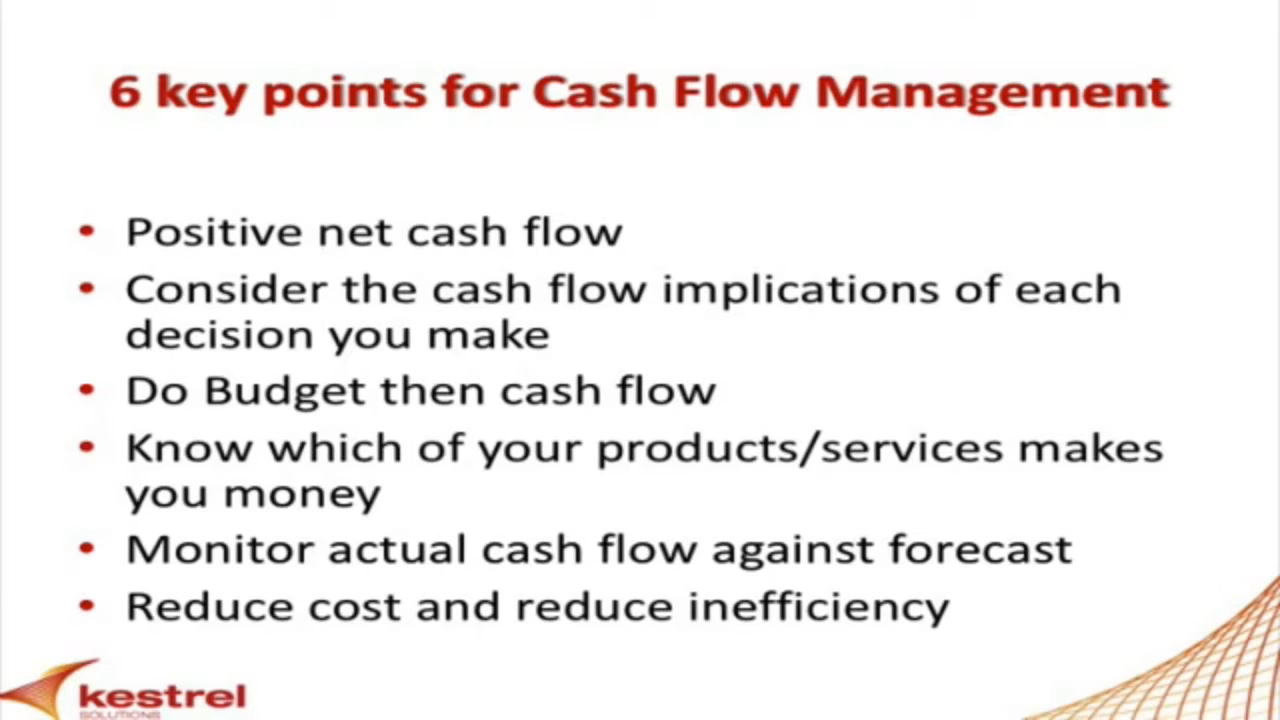 6 key points for Cash Flow Management
• Positive net cash flow
• Consider the cash flow implications of each
decision you make
• Do Budget then cash flow
• Know which of your products/services makes
you money
• Monitor actual cash flow against forecast
• Reduce cost and reduce inefficiency
kestrel
SOLUTIONS